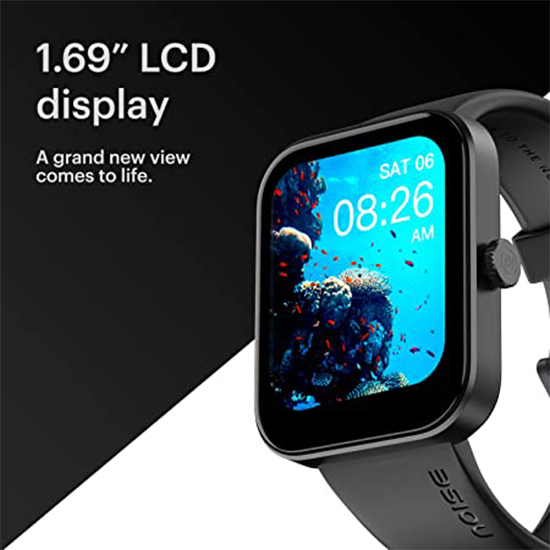 1.69” LCD
display
A grand new view
comes to life.
SAT 06
08:26
AM
noise